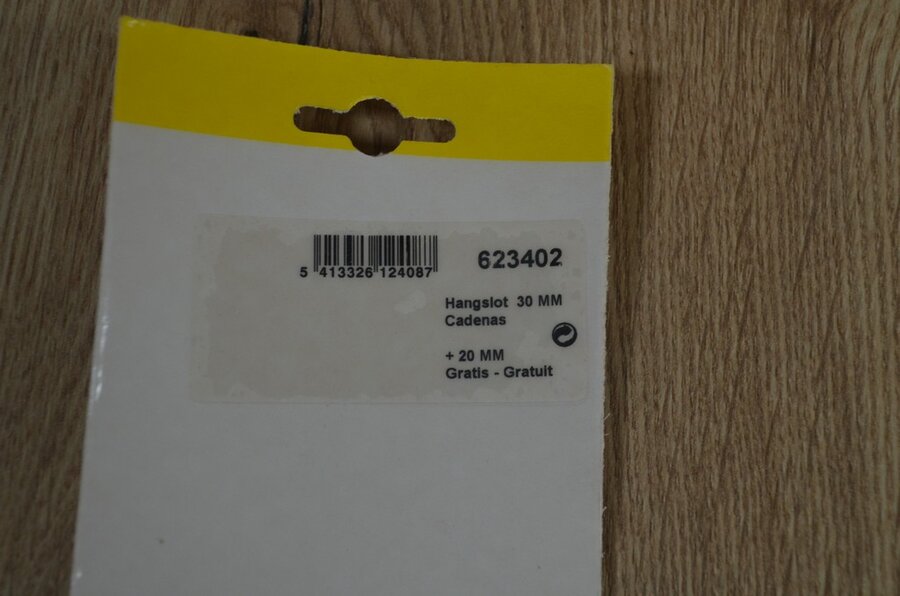 5 413326 124087
623402
Hangslot 30 MM
Cadenas
+ 20 MM
Gratis - Gratuit